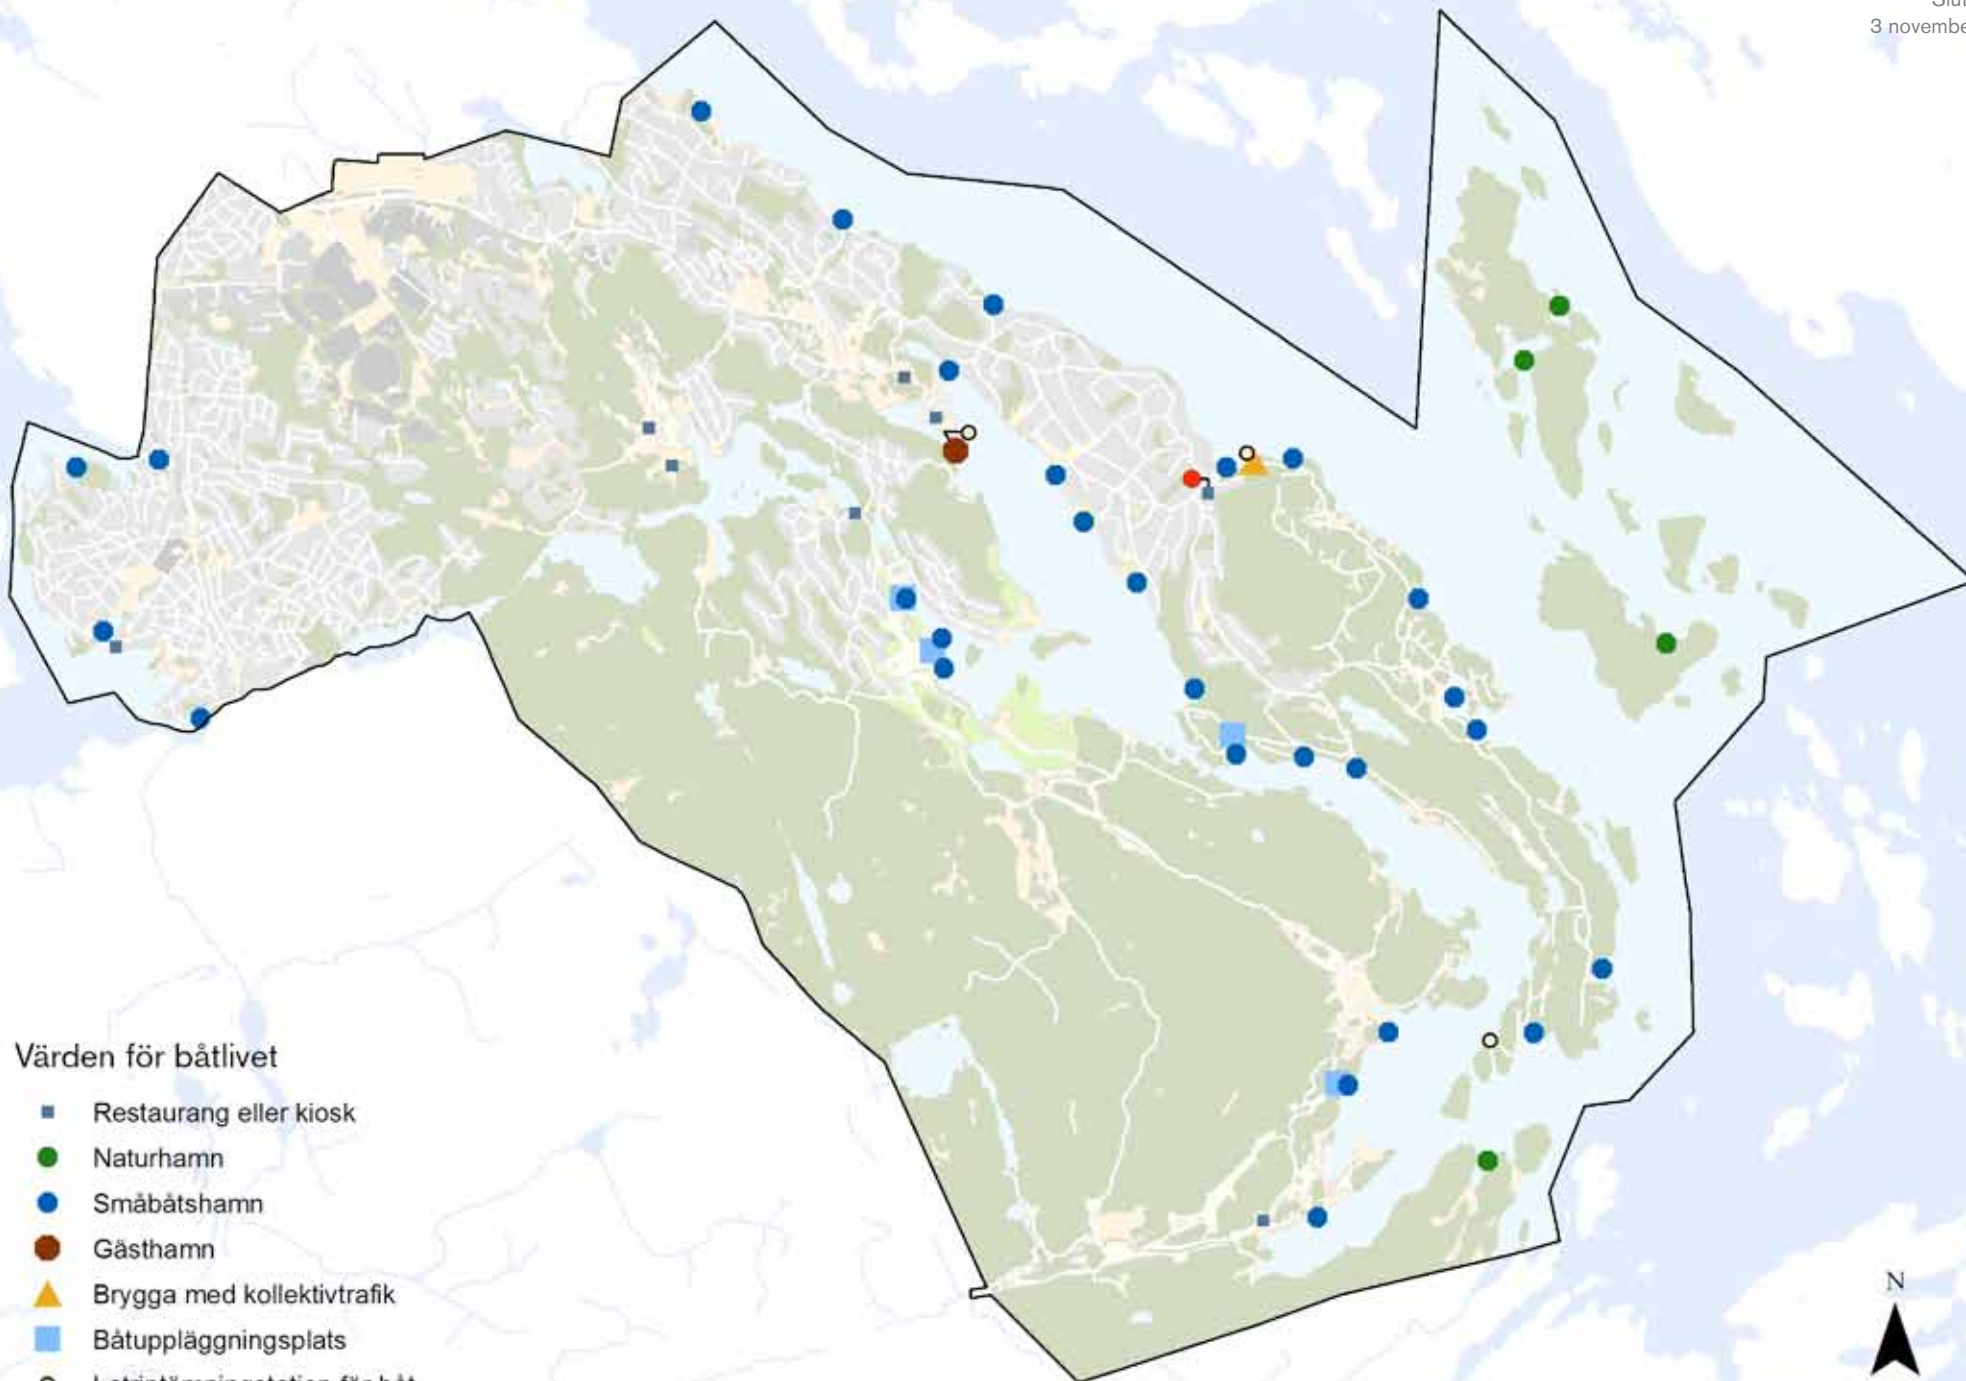 3 novembe
Värden för båtlivet
Restaurang eller kiosk
Naturhamn
Småbåtshamn
Gästhamn
Brygga med kollektivtrafik
Båtuppläggningsplats
N